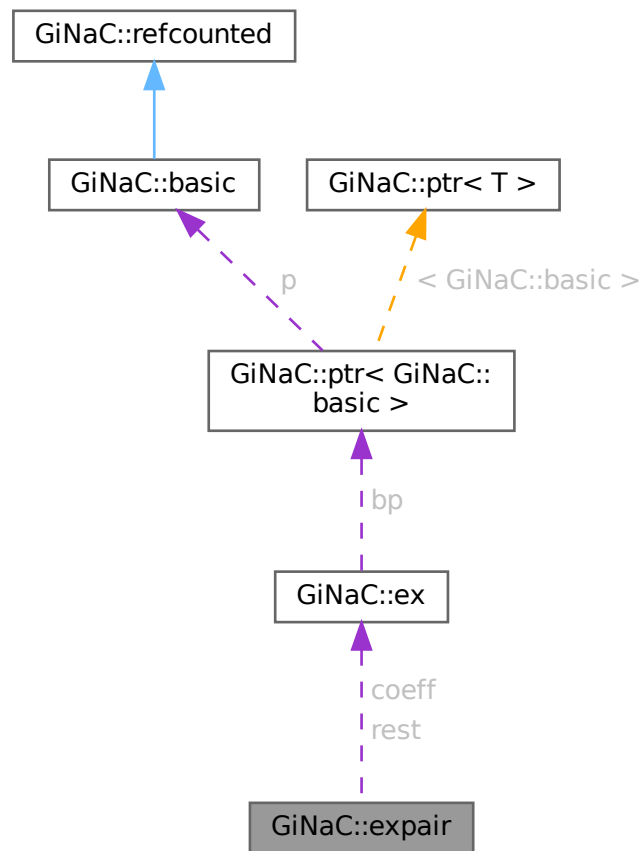 GiNaC::refcounted
GiNaC::basic
GiNaC::ptr< T >
p
< GiNaC::basic >
GiNaC::ptr< GiNaC::
basic >
bp
GiNaC::ex
coeff
rest
GiNaC::expair